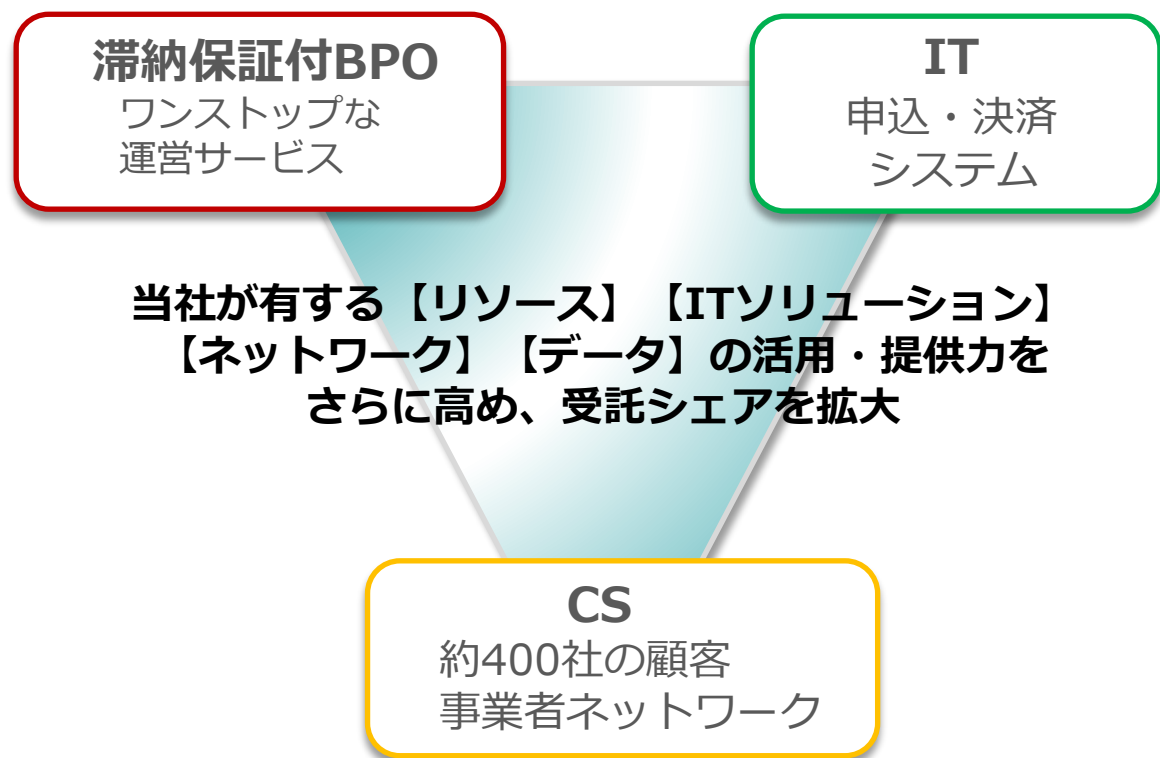 滞納保証付BPO
ワンストップな
運営サービス
IT
申込・決済
システム
当社が有する【リソース】【ITソリューション】
【ネットワーク】【データ】の活用・提供力を
さらに高め、受託シェアを拡大
CS
約400社の顧客
事業者ネットワーク